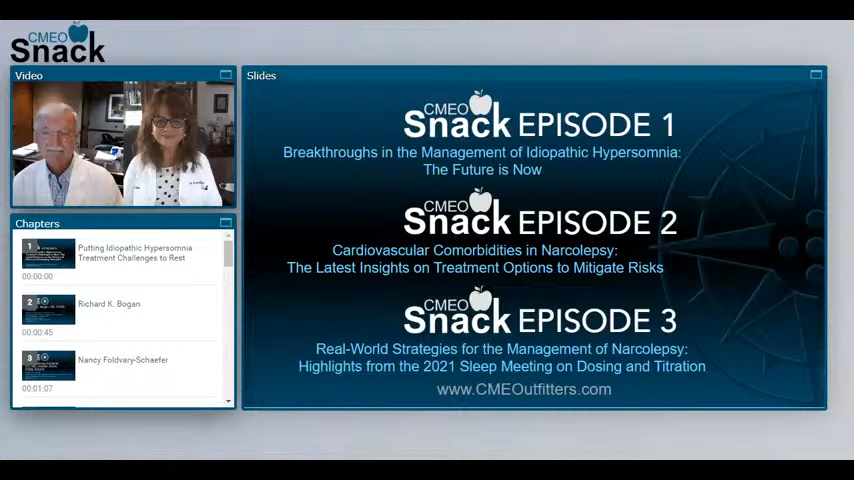 CMEO
Snack
Video
Chapters
1
Putting Idiopathic Hypersomnia
Treatment Challenges to Rest
00:00:00
2
Richard K. Bogan
00:00:45
3
Nancy Foldvary-Schaefer
00:01:07
Slides
CMEO
Snack EPISODE 1
Breakthroughs in the Management of Idiopathic Hypersomnia:
The Future is Now
CMEO
Snack EPISODE 2
Cardiovascular Comorbidities in Narcolepsy:
The Latest Insights on Treatment Options to Mitigate Risks
CMEO
Snack EPISODE 3
Real-World Strategies for the Management of Narcolepsy:
Highlights from the 2021 Sleep Meeting on Dosing and Titration
www.CMEOutfitters.com